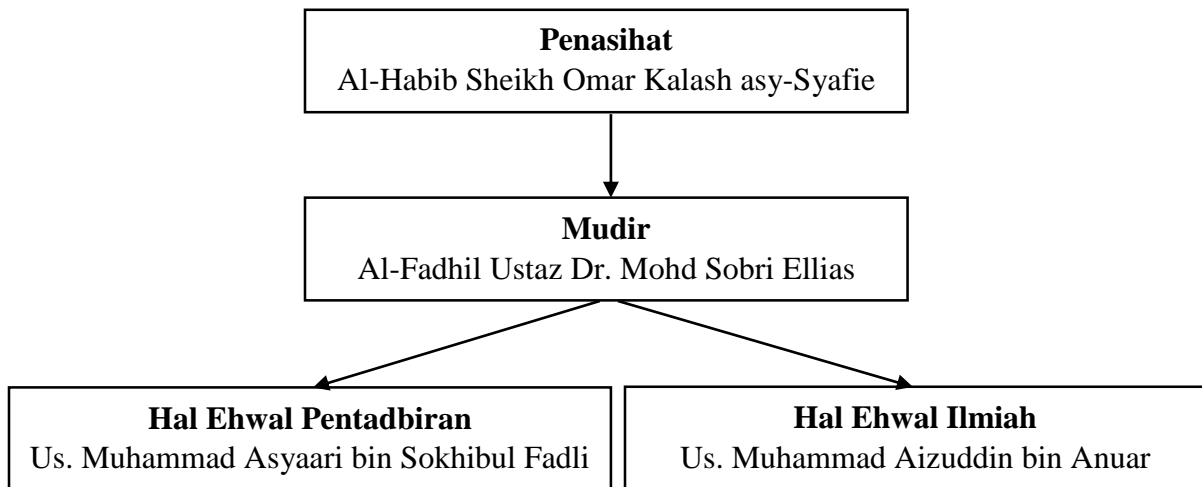 Penasihat
Al-Habib Sheikh Omar Kalash asy-Syafie
Mudir
Al-Fadhil Ustaz Dr. Mohd Sobri Ellias
Hal Ehwal Pentadbiran
Us. Muhammad Asyaari bin Sokhibul Fadli
Hal Ehwal Ilmiah
Us. Muhammad Aizuddin bin Anuar